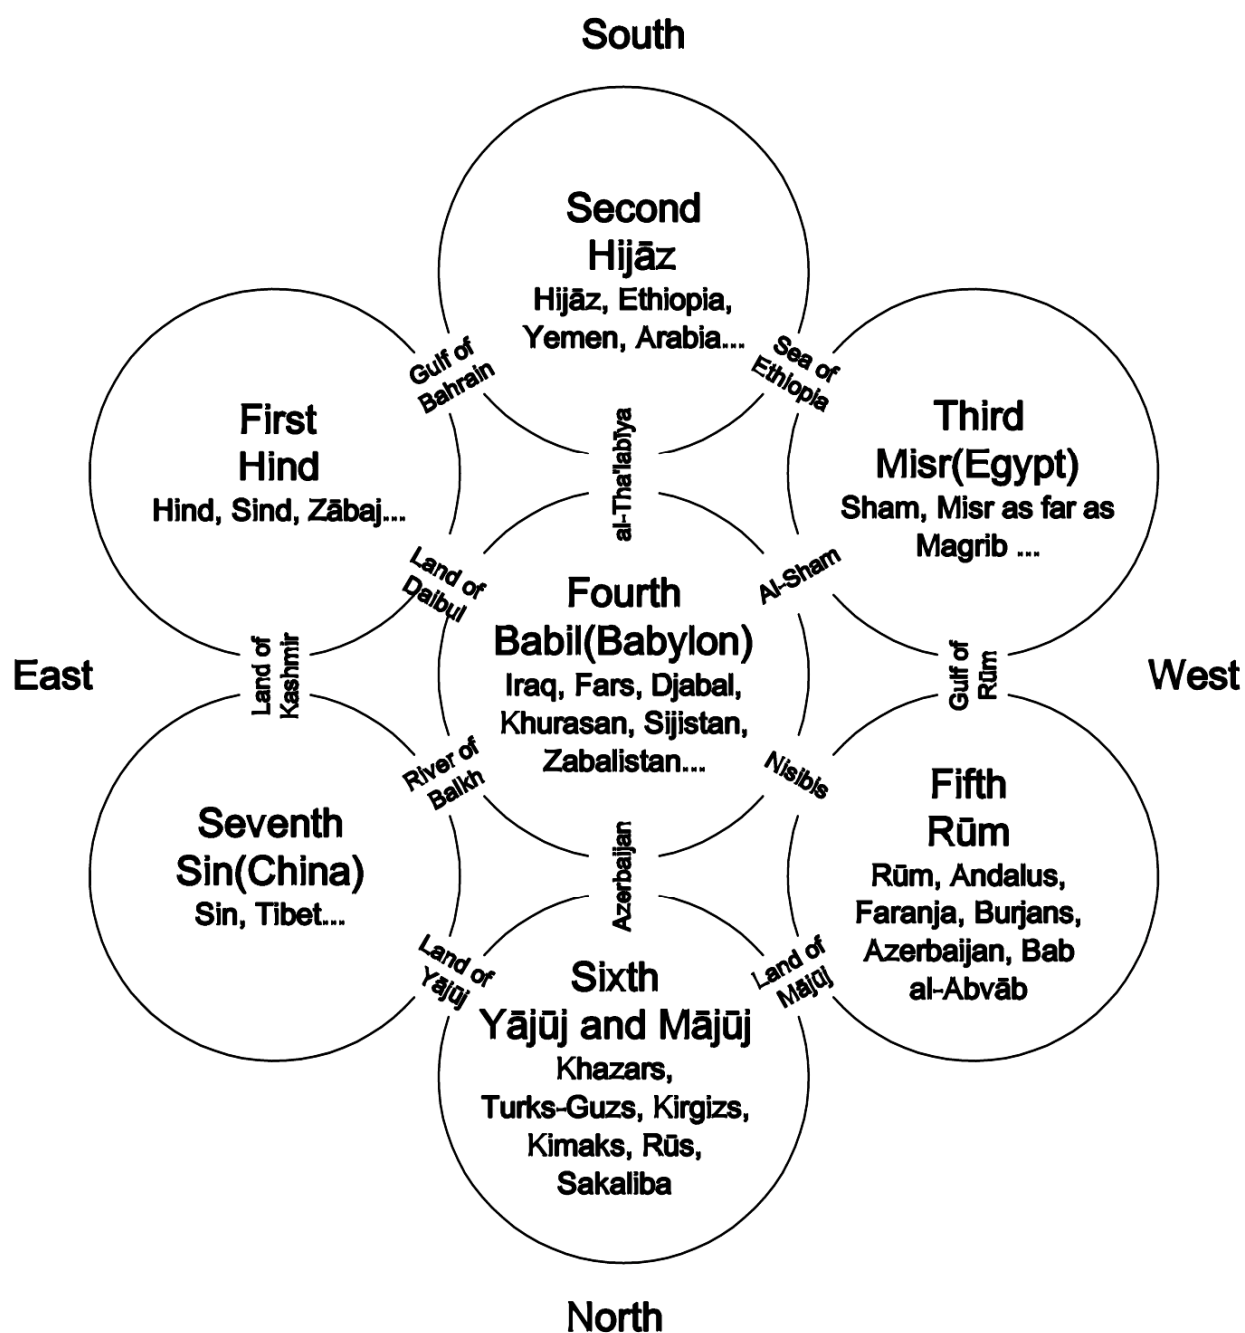 South
Second
Hijāz
Hijāz, Ethiopia,
Yemen, Arabia...
Gulf of
Bahrain
Sea of
Ethiopia
First
Hind
Hind, Sind, Zābaj...
al-Tha'labīya
Third
Misr(Egypt)
Sham, Misr as far as
Magrib ...
Land of
Daibul
Al-Sham
Fourth
Babil(Babylon)
Iraq, Fars, Djabal,
Khurasan, Sijistan,
Zabalistan...
East
Land of
Kashmir
Gulf of
Rūm
West
River of
Balkh
Nisibis
Seventh
Sin(China)
Sin, Tibet...
Azerbaijan
Fifth
Rūm
Rūm, Andalus,
Faranja, Burjans,
Azerbaijan, Bab
al-Abvāb
Land of
Yājūj
Land of
Mājūj
Sixth
Yājūj and Mājūj
Khazars,
Turks-Guzs, Kirgizs,
Kimaks, Rūs,
Sakaliba
North